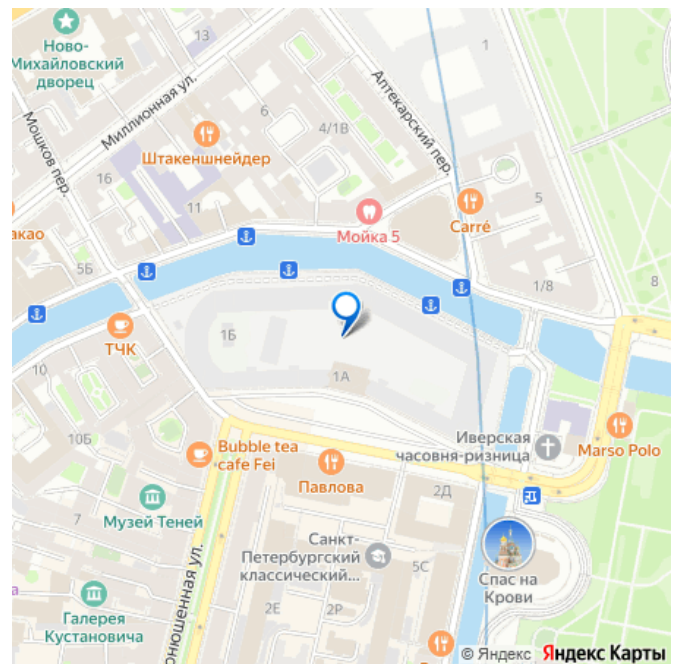 13
1
Ново-
Михайловский
дворец
Миллионная ул.
Аптекарский пер.
6
4/1В
Мошков пер.
Штакеншнейдер
16
11
5
Carré
Мойка 5
акао
5Б
8
1/8
1Б
ТЧК
1А
10
10Б
Bubble tea
cafe Fei
Иверская
часовня-ризница
Marso Polo
Павлова
2Д
Музей Теней
Санкт-
Петербургский
классический...
5С
Спас на
Крови
онюшенная ул.
а
Галерея
Кустановича
2Е
2Р
© Яндекс Яндекс Карты